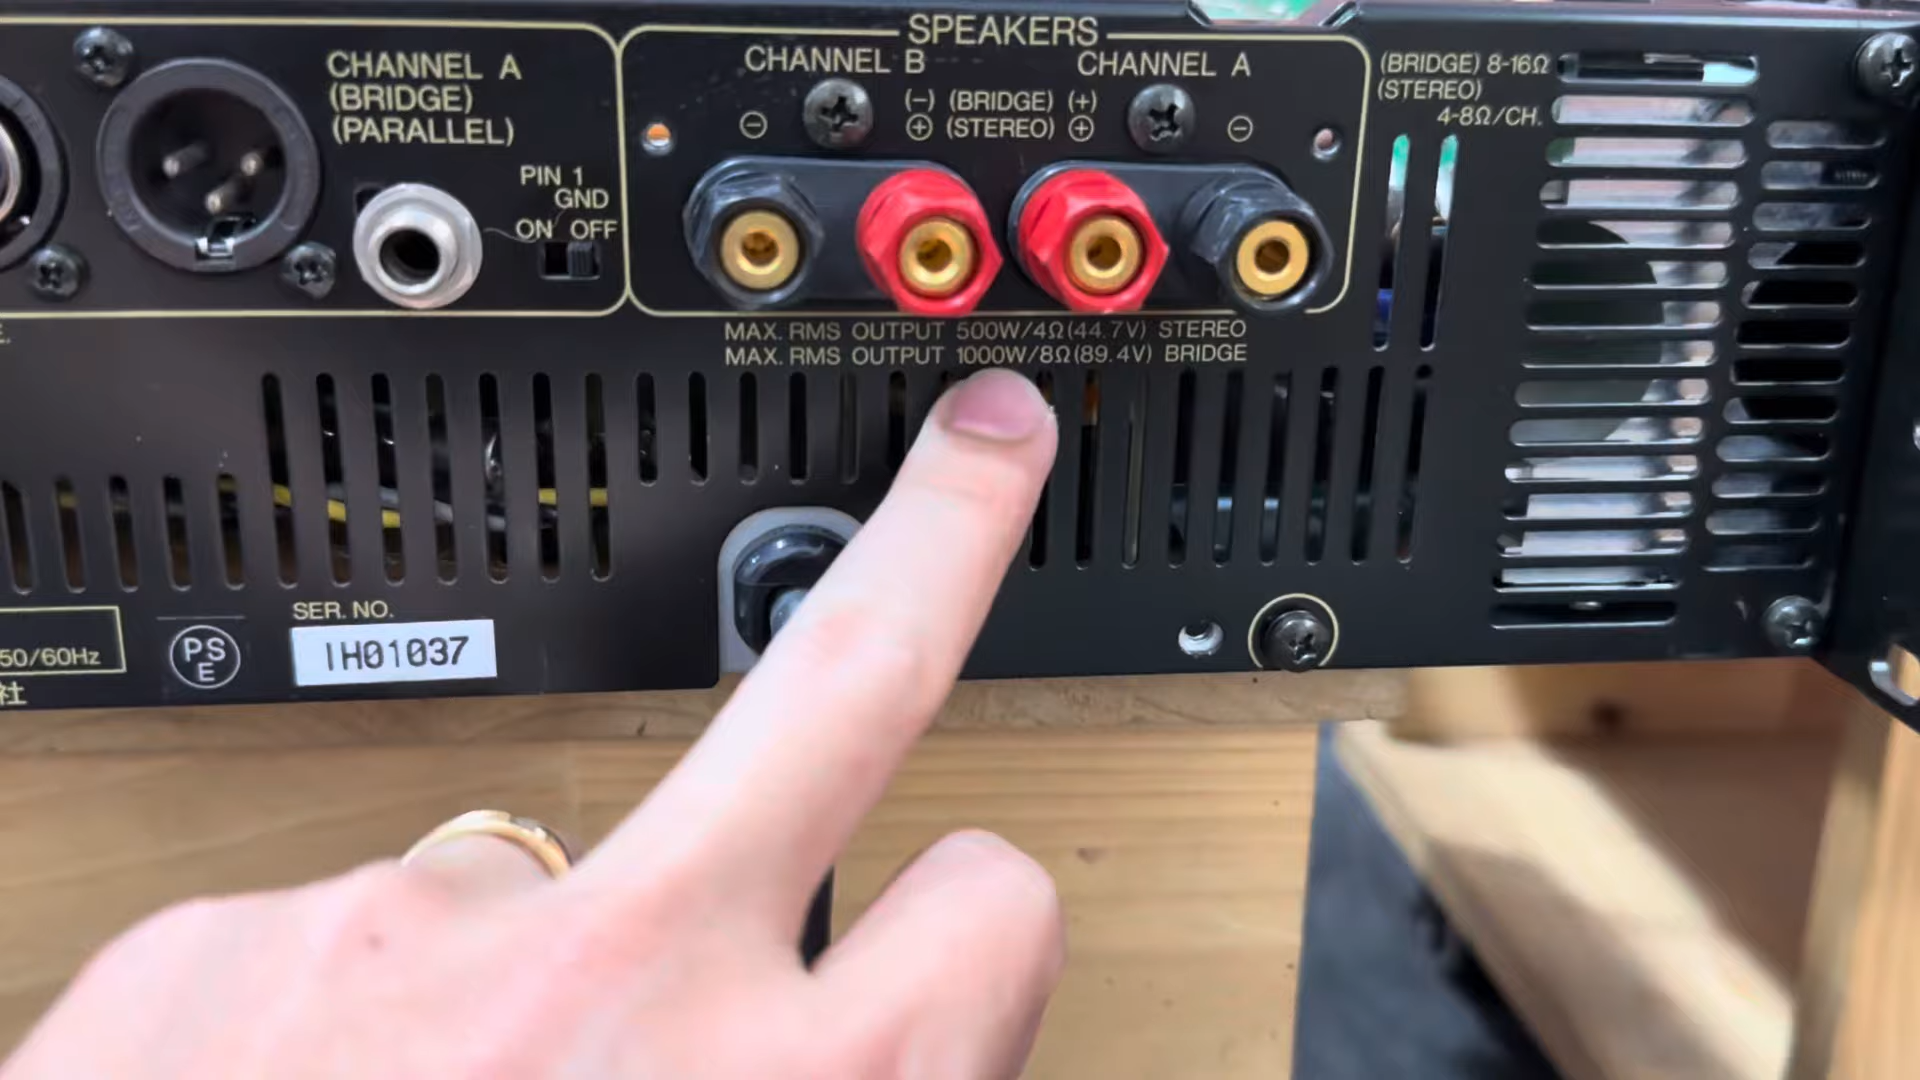 CHANNEL A
(BRIDGE)
(PARALLEL)
PIN 1
GND
ON OFF
SPEAKERS
CHANNEL B CHANNEL A
(−) (BRIDGE) (+)
⊖ ⊕ (STEREO) ⊕ ⊖
(BRIDGE) 8-16Ω
(STEREO)
4-8Ω/CH.
MAX. RMS OUTPUT 500W/4Ω(44.7V) STEREO
MAX. RMS OUTPUT 1000W/8Ω(89.4V) BRIDGE
50/60Hz
社
PS
E
SER. NO.
IH01037